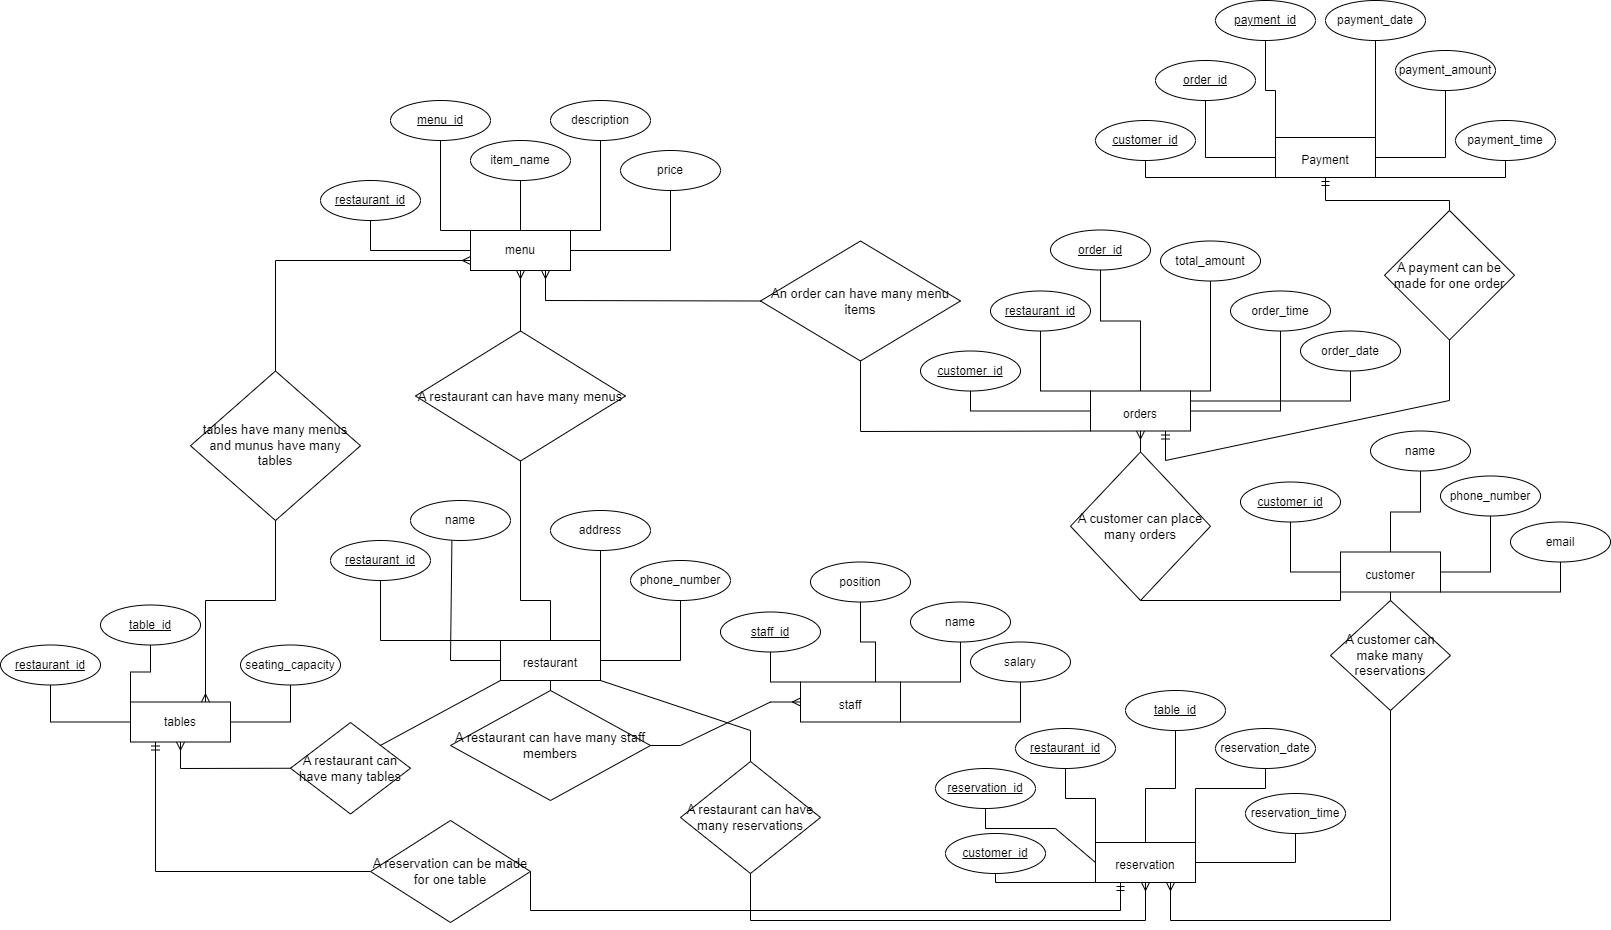 payment_id
payment_date
order_id
payment_amount
customer_id
payment_time
Payment
menu_id
description
item_name
price
restaurant_id
menu
order_id
total_amount
restaurant_id
order_time
customer_id
order_date
orders
A payment can be
made for one order
An order can have many menu
items
A restaurant can have many menus
tables have many menus
and munus have many
tables
name
customer_id
phone_number
email
customer
A customer can place
many orders
name
address
restaurant_id
phone_number
restaurant
position
staff_id
name
salary
staff
table_id
restaurant_id
seating_capacity
tables
A customer can
make many
reservations
A restaurant can
have many tables
A restaurant can have many staff
members
A restaurant can have
many reservations
table_id
restaurant_id
reservation_date
reservation_id
reservation_time
customer_id
reservation
A reservation can be made
for one table